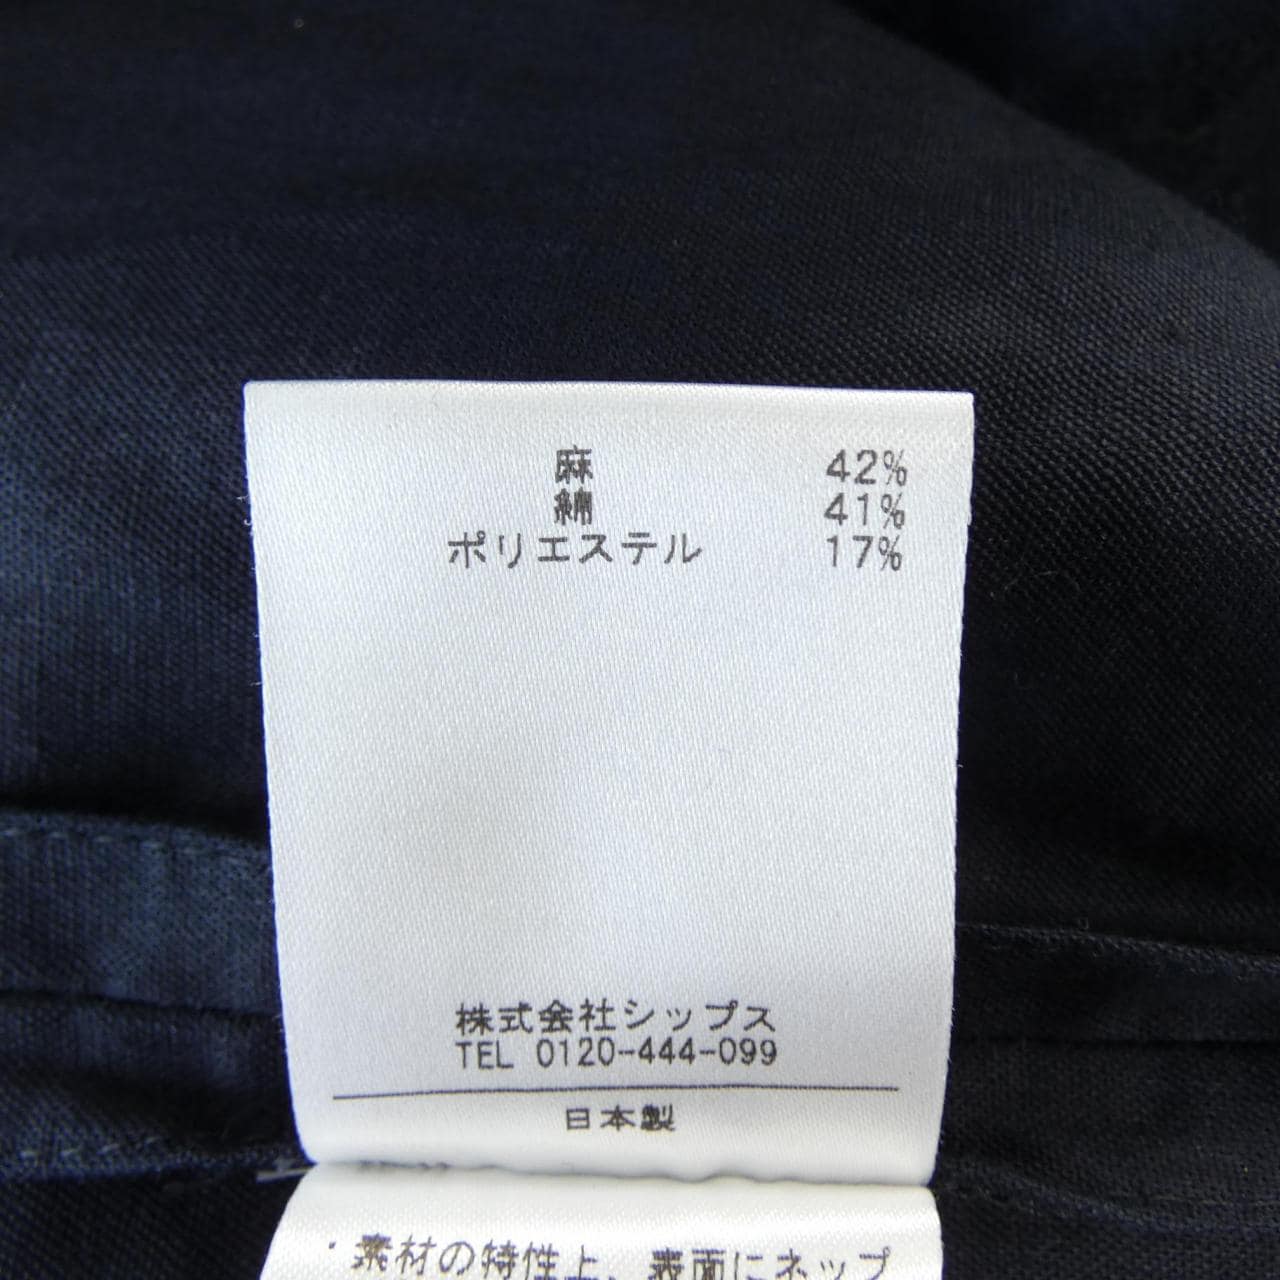 麻 42%
綿 41%
ポリエステル 17%
株式会社シップス
TEL 0120-444-099
日本製
・素材の特性上、表面にネップ